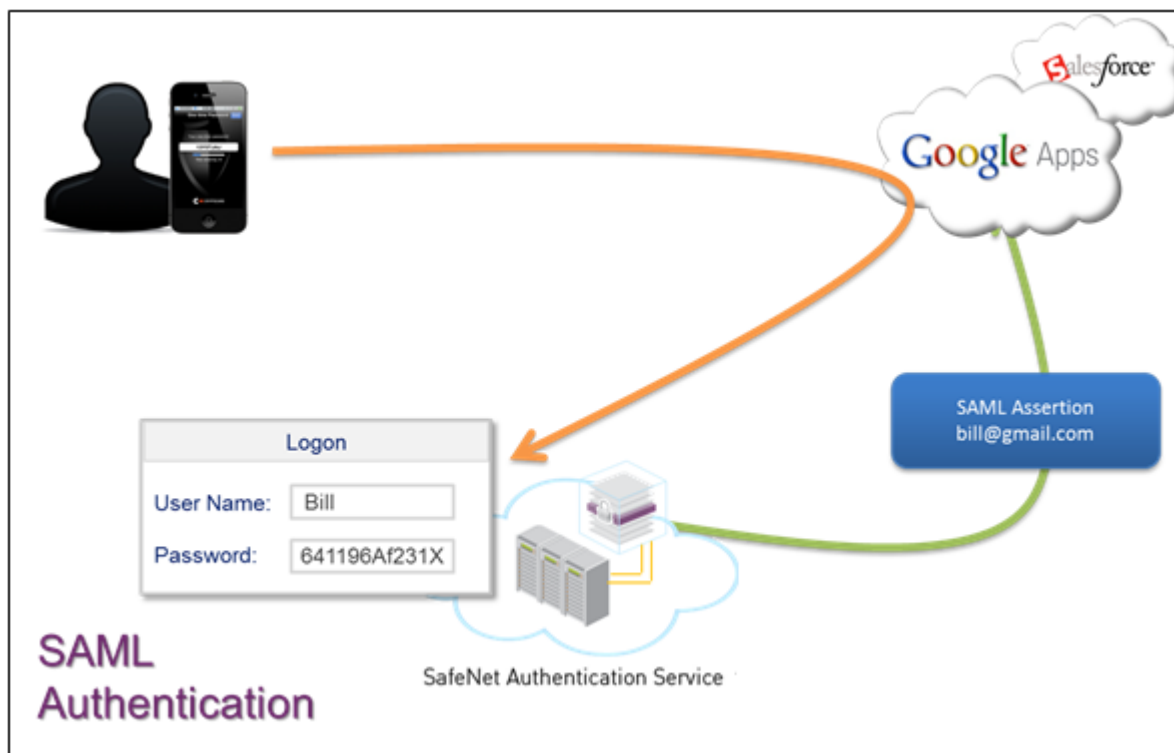 salesforce
Google Apps
SAML Assertion
bill@gmail.com
Logon
User Name: Bill
Password: 641196Af231X
SAML
Authentication
SafeNet Authentication Service